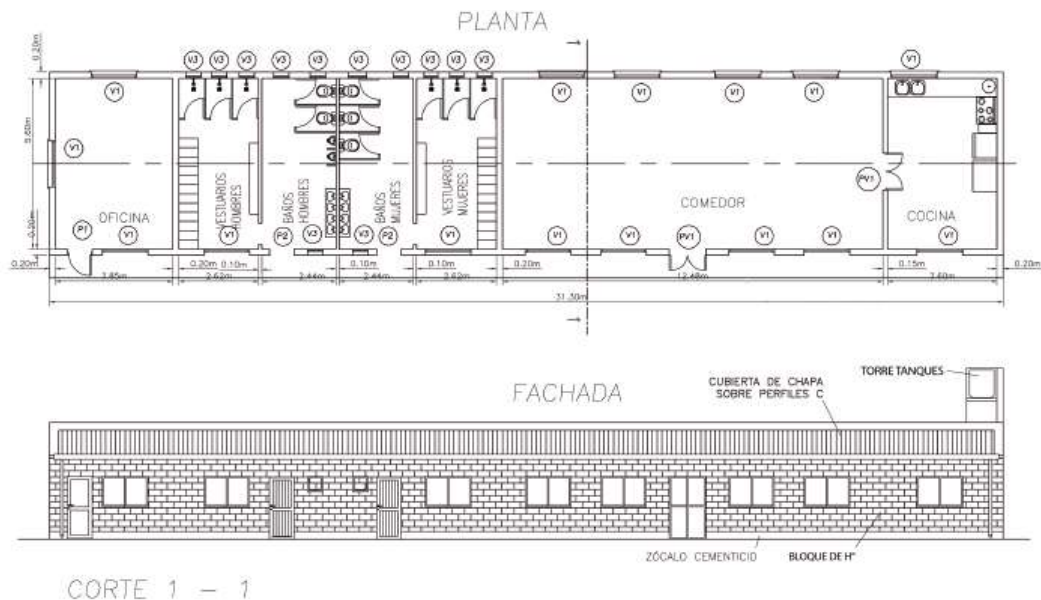 PLANTA
V3 V3 V3 V3 V3 V3 V3 V3 V3 V3 V1
0.20m
V1 V1 V1 V1 V1
5.60m
V1
PV1
OFICINA
VESTUARIOS HOMBRES
BAÑOS HOMBRES
BAÑOS MUJERES
VESTUARIOS MUJERES
COMEDOR
COCINA
P1 V1 V1 P2 V3 V3 P2 V1 V1 V1 PV1 V1 V1 V1
0.20m
0.20m 0.20m 0.10m 0.10m 0.10m 0.20m 0.15m 0.20m
2.62m 2.44m 2.44m 2.62m 12.48m
31.30m
FACHADA
TORRE TANQUES
CUBIERTA DE CHAPA
SOBRE PERFILES C
ZÓCALO CEMENTICIO
BLOQUE DE H°
CORTE 1 – 1